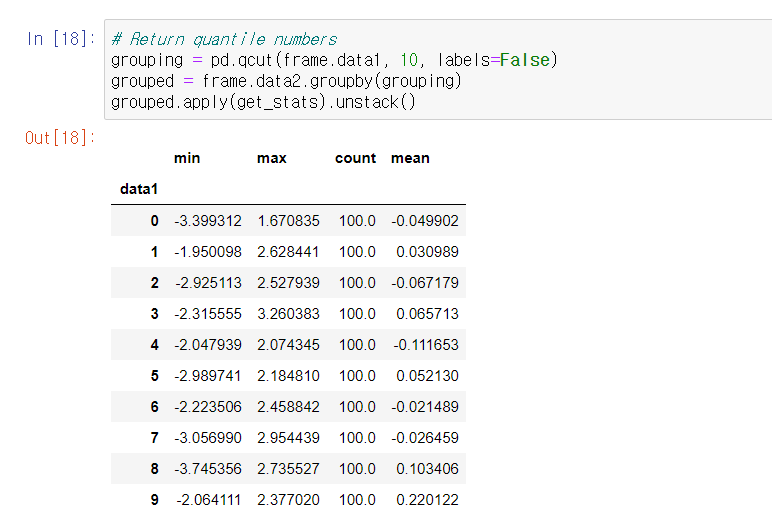 In [18]: # Return quantile numbers
grouping = pd.qcut(frame.data1, 10, labels=False)
grouped = frame.data2.groupby(grouping)
grouped.apply(get_stats).unstack()
Out[18]:
min max count mean
data1
0 -3.399312 1.670835 100.0 -0.049902
1 -1.950098 2.628441 100.0 0.030989
2 -2.925113 2.527939 100.0 -0.067179
3 -2.315555 3.260383 100.0 0.065713
4 -2.047939 2.074345 100.0 -0.111653
5 -2.989741 2.184810 100.0 0.052130
6 -2.223506 2.458842 100.0 -0.021489
7 -3.056990 2.954439 100.0 -0.026459
8 -3.745356 2.735527 100.0 0.103406
9 -2.064111 2.377020 100.0 0.220122